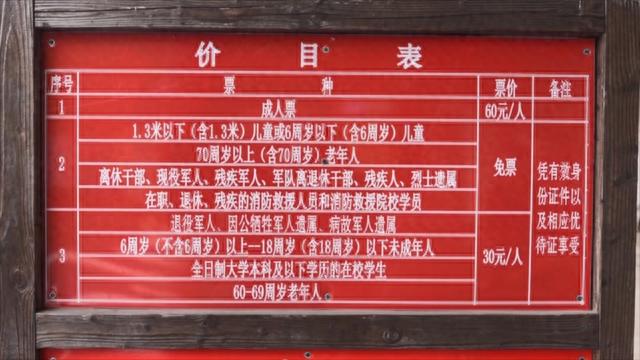 价目表
序号 票种 票价 备注
1 成人票 60元/人
1.3米以下（含1.3米）儿童或6周岁以下（含6周岁）儿童
70周岁以上（含70周岁）老年人
2 离休干部、现役军人、残疾军人、军队离退休干部、残疾人、烈士遗属 免票
在职、退休、残疾的消防救援人员和消防救援院校学员
退役军人、因公牺牲军人遗属、病故军人遗属
3 6周岁（不含6周岁）以上—18周岁（含18周岁）以下未成年人 30元/人
全日制大学本科及以下学历的在校学生
60-69周岁老年人
凭有效身
份证件以
及相应优
待证享受